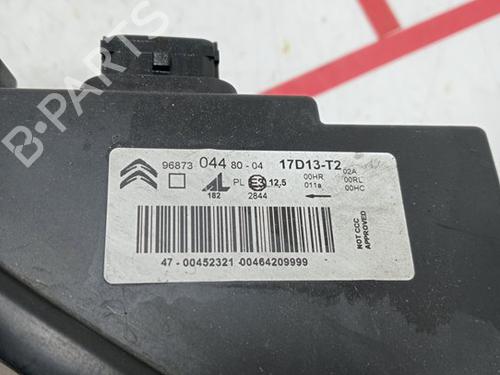 B-PARTS
96873 044 80-04 17D13-T2
00HR 02A
PL E3 12,5 011a 00RL
182 2844 00HC
NOT CCC
APPROVED
47 - 00452321 00464209999